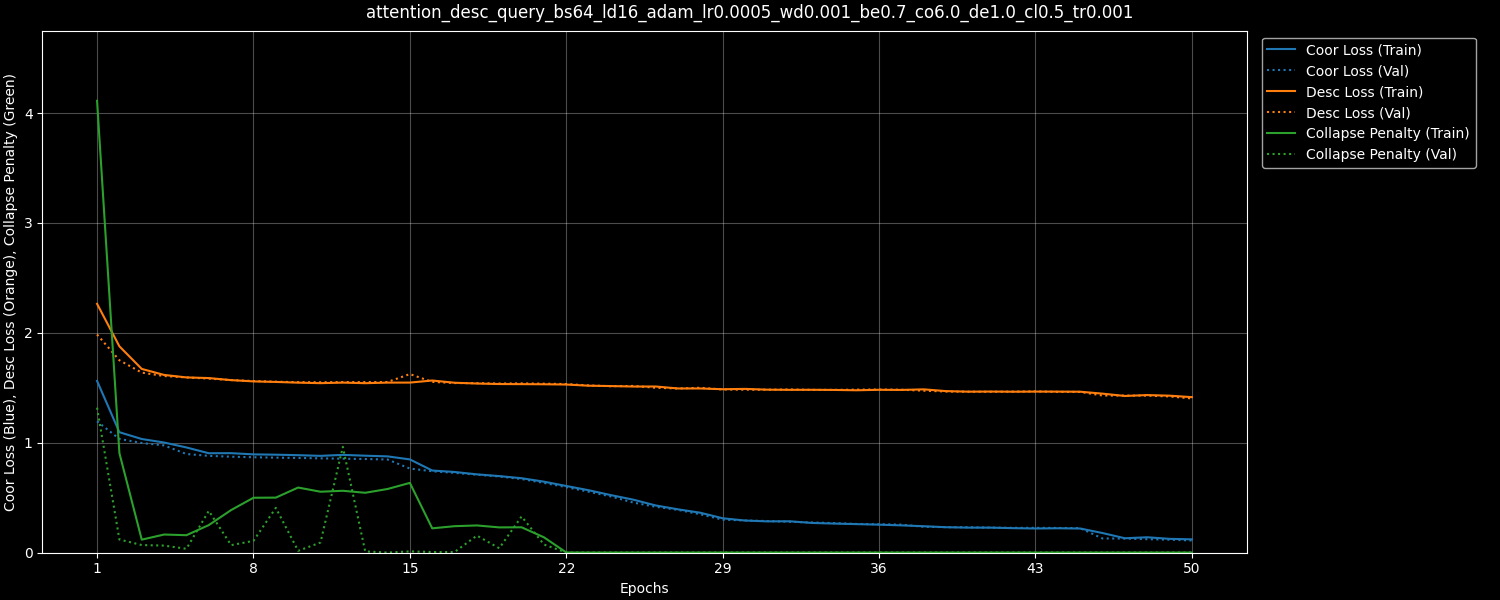 attention_desc_query_bs64_ld16_adam_lr0.0005_wd0.001_be0.7_co6.0_de1.0_cl0.5_tr0.001
Coor Loss (Blue), Desc Loss (Orange), Collapse Penalty (Green)
4
3
2
1
0
1 8 15 22 29 36 43 50
Epochs
Coor Loss (Train)
Coor Loss (Val)
Desc Loss (Train)
Desc Loss (Val)
Collapse Penalty (Train)
Collapse Penalty (Val)